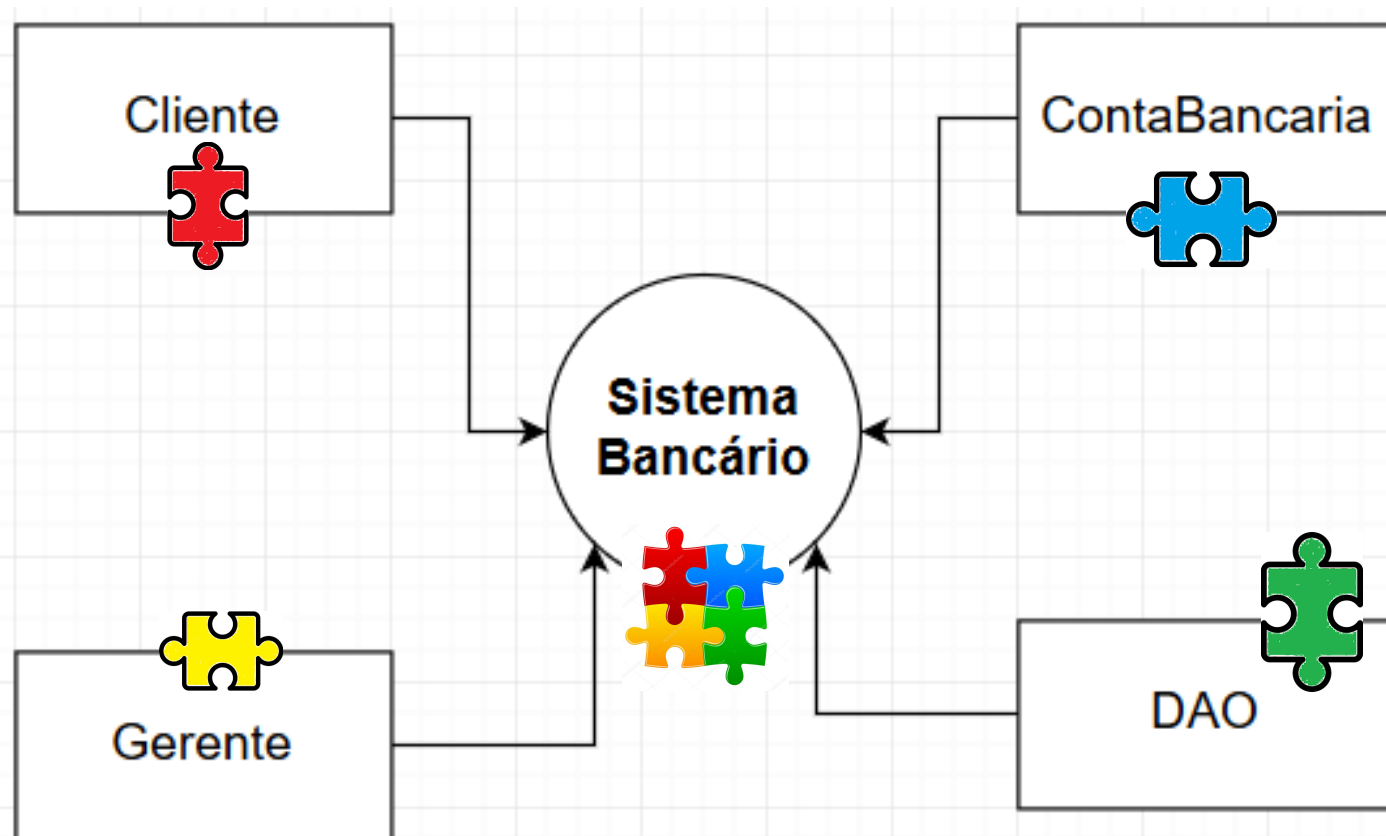 Cliente
ContaBancaria
Sistema
Bancário
Gerente
DAO